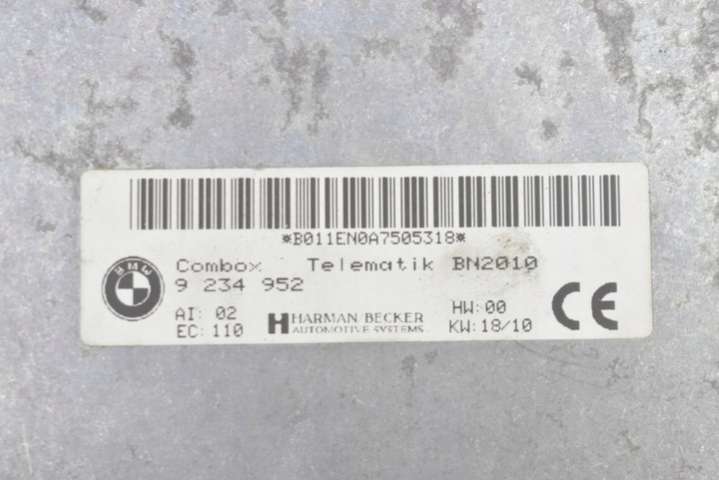 *B011EN0A7505318*
BMW
Combox Telematik BN2010
9 234 952
AI: 02
EC: 110
HARMAN/BECKER
AUTOMOTIVE SYSTEMS
HW:00
KW:18/10
CE